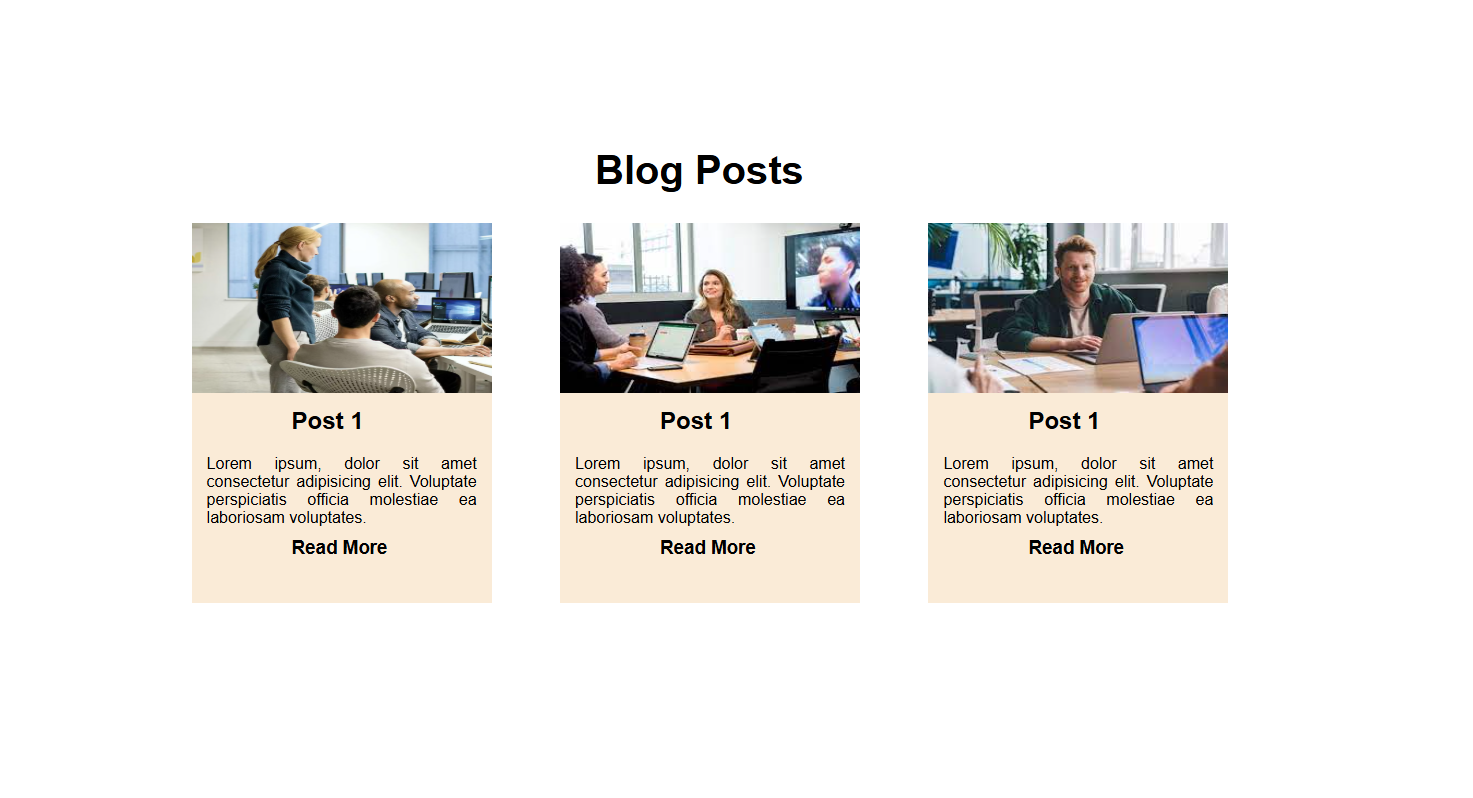 Blog Posts
Post 1
Lorem ipsum, dolor sit amet
consectetur adipisicing elit. Voluptate
perspiciatis officia molestiae ea
laboriosam voluptates.
Read More
Post 1
Lorem ipsum, dolor sit amet
consectetur adipisicing elit. Voluptate
perspiciatis officia molestiae ea
laboriosam voluptates.
Read More
Post 1
Lorem ipsum, dolor sit amet
consectetur adipisicing elit. Voluptate
perspiciatis officia molestiae ea
laboriosam voluptates.
Read More